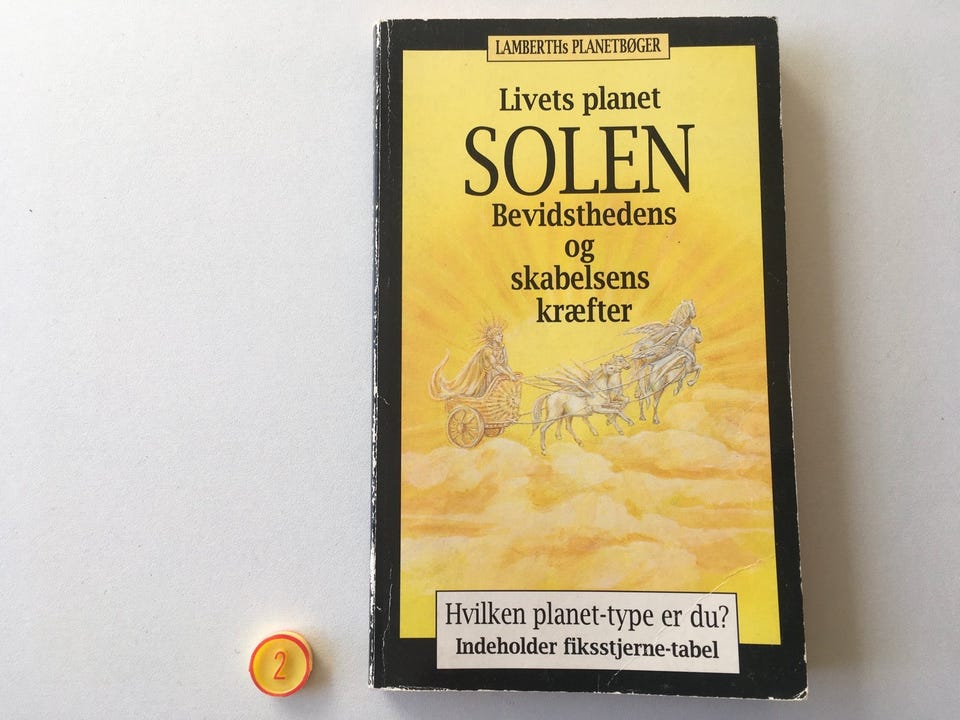 LAMBERTHs PLANETBØGER
Livets planet
SOLEN
Bevidsthedens
og
skabelsens
kræfter
Hvilken planet-type er du?
Indeholder fiksstjerne-tabel
2